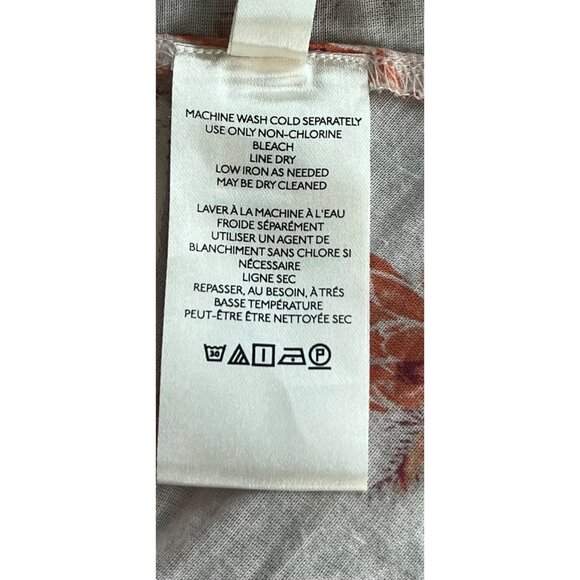 MACHINE WASH COLD SEPARATELY
USE ONLY NON-CHLORINE
BLEACH
LINE DRY
LOW IRON AS NEEDED
MAY BE DRY CLEANED
LAVER À LA MACHINE À L'EAU
FROIDE SÉPARÉMENT
UTILISER UN AGENT DE
BLANCHIMENT SANS CHLORE SI
NÉCESSAIRE
LIGNE SEC
REPASSER, AU BESOIN, À TRÉS
BASSE TEMPÉRATURE
PEUT-ÊTRE ÊTRE NETTOYÉE SEC
30 P